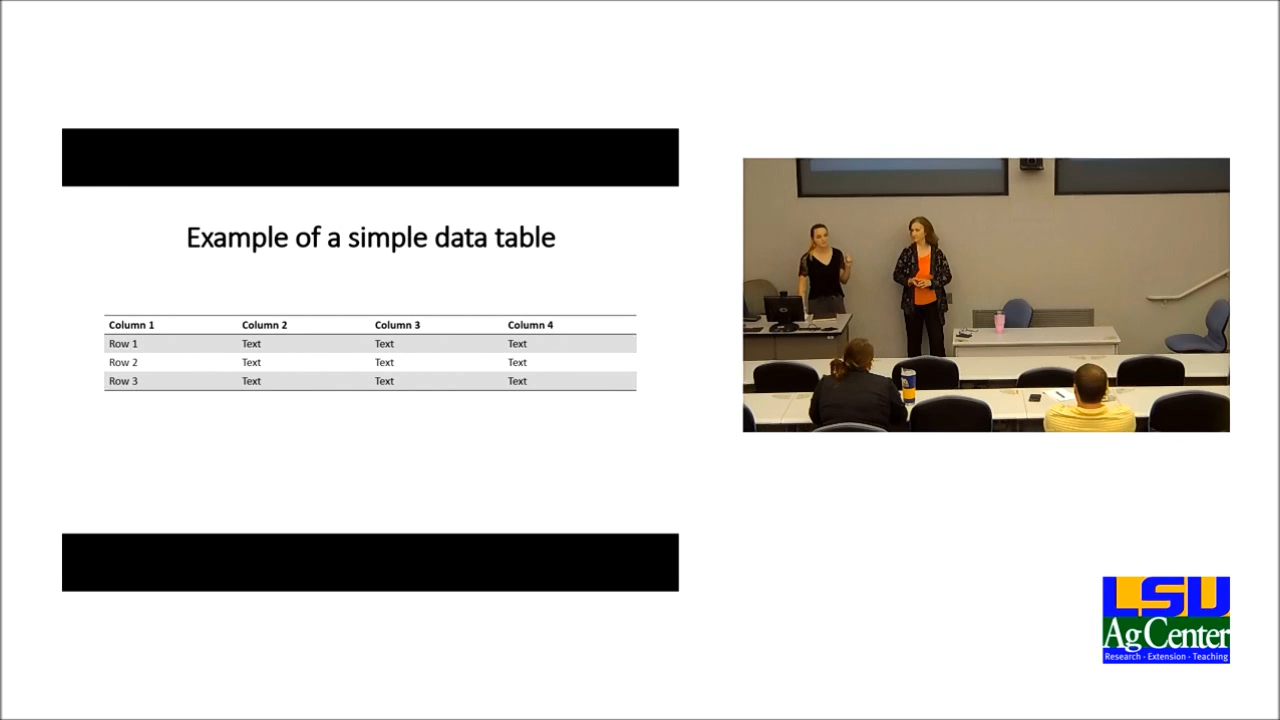 Example of a simple data table
Column 1 Column 2 Column 3 Column 4
Row 1 Text Text Text
Row 2 Text Text Text
Row 3 Text Text Text
LSU
AgCenter
Research - Extension - Teaching